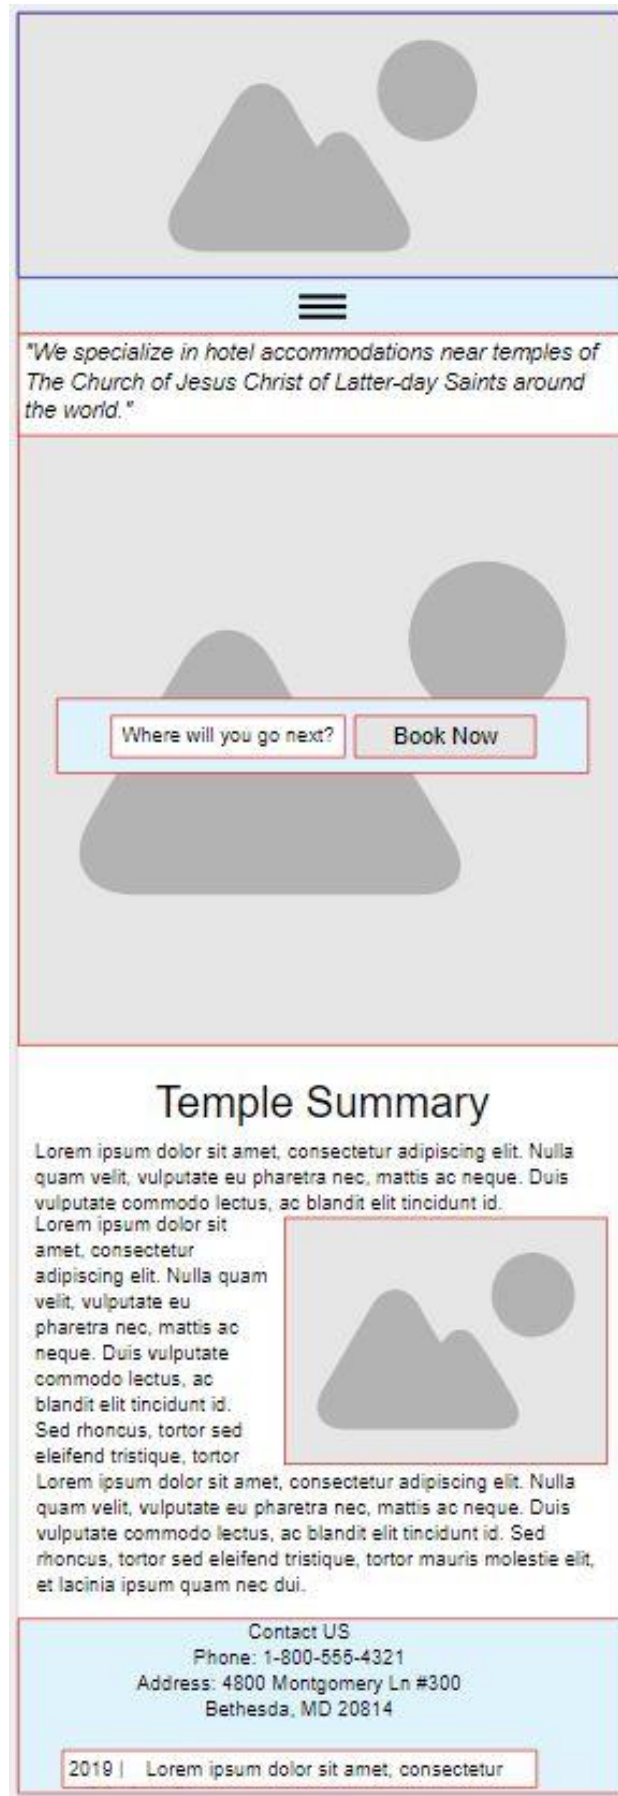 "We specialize in hotel accommodations near temples of
The Church of Jesus Christ of Latter-day Saints around
the world."
Where will you go next?
Book Now
Temple Summary
Lorem ipsum dolor sit amet, consectetur adipiscing elit. Nulla
quam velit, vulputate eu pharetra nec, mattis ac neque. Duis
vulputate commodo lectus, ac blandit elit tincidunt id.
Lorem ipsum dolor sit
amet, consectetur
adipiscing elit. Nulla quam
velit, vulputate eu
pharetra nec, mattis ac
neque. Duis vulputate
commodo lectus, ac
blandit elit tincidunt id.
Sed rhoncus, tortor sed
eleifend tristique, tortor
Lorem ipsum dolor sit amet, consectetur adipiscing elit. Nulla
quam velit, vulputate eu pharetra nec, mattis ac neque. Duis
vulputate commodo lectus, ac blandit elit tincidunt id. Sed
rhoncus, tortor sed eleifend tristique, tortor mauris molestie elit,
et lacinia ipsum quam nec dui.
Contact US
Phone: 1-800-555-4321
Address: 4800 Montgomery Ln #300
Bethesda, MD 20814
2019 | Lorem ipsum dolor sit amet, consectetur